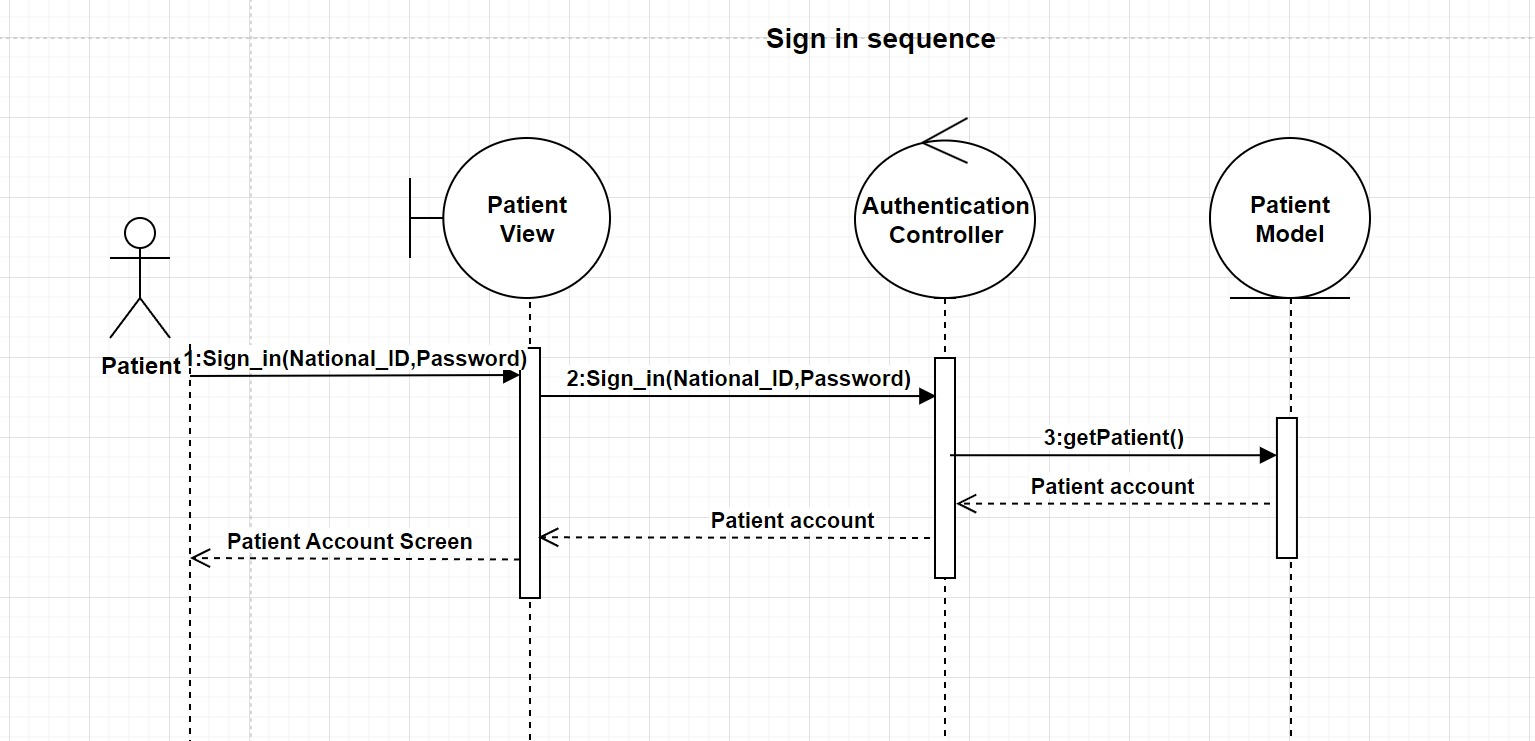 Sign in sequence
Patient
View
Authentication
Controller
Patient
Model
Patient
1:Sign_in(National_ID,Password)
2:Sign_in(National_ID,Password)
3:getPatient()
Patient account
Patient account
Patient Account Screen